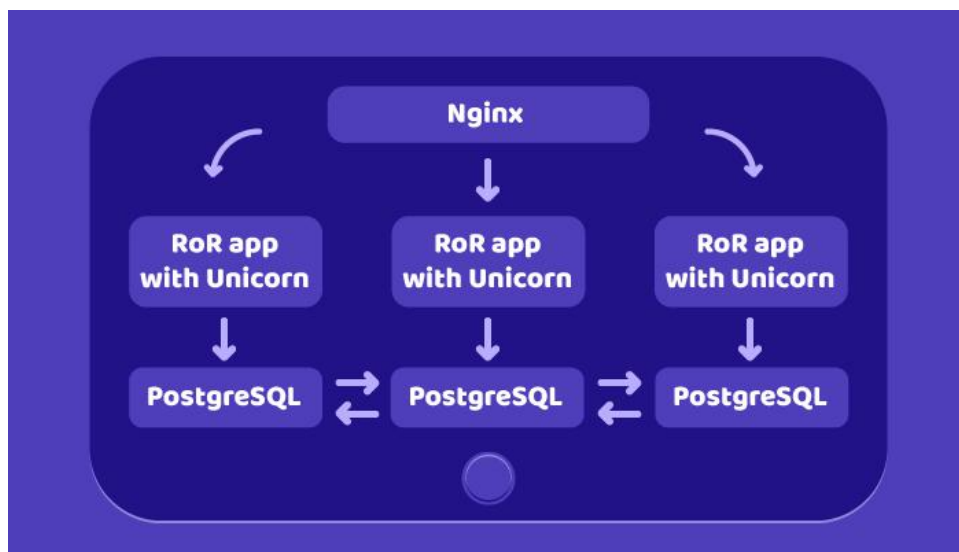 Nginx
RoR app
with Unicorn
RoR app
with Unicorn
RoR app
with Unicorn
PostgreSQL
PostgreSQL
PostgreSQL